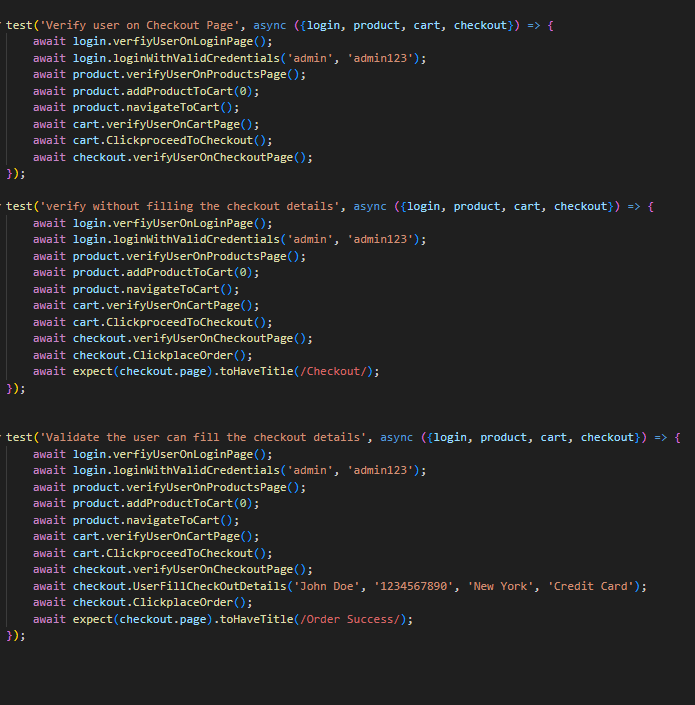 test('Verify user on Checkout Page', async ({login, product, cart, checkout}) => {
    await login.verfiyUserOnLoginPage();
    await login.loginWithValidCredentials('admin', 'admin123');
    await product.verifyUserOnProductsPage();
    await product.addProductToCart(0);
    await product.navigateToCart();
    await cart.verifyUserOnCartPage();
    await cart.ClickproceedToCheckout();
    await checkout.verifyUserOnCheckoutPage();
});
test('verify without filling the checkout details', async ({login, product, cart, checkout}) => {
    await login.verfiyUserOnLoginPage();
    await login.loginWithValidCredentials('admin', 'admin123');
    await product.verifyUserOnProductsPage();
    await product.addProductToCart(0);
    await product.navigateToCart();
    await cart.verifyUserOnCartPage();
    await cart.ClickproceedToCheckout();
    await checkout.verifyUserOnCheckoutPage();
    await checkout.ClickplaceOrder();
    await expect(checkout.page).toHaveTitle(/Checkout/);
});
test('Validate the user can fill the checkout details', async ({login, product, cart, checkout}) => {
    await login.verfiyUserOnLoginPage();
    await login.loginWithValidCredentials('admin', 'admin123');
    await product.verifyUserOnProductsPage();
    await product.addProductToCart(0);
    await product.navigateToCart();
    await cart.verifyUserOnCartPage();
    await cart.ClickproceedToCheckout();
    await checkout.verifyUserOnCheckoutPage();
    await checkout.UserFillCheckOutDetails('John Doe', '1234567890', 'New York', 'Credit Card');
    await checkout.ClickplaceOrder();
    await expect(checkout.page).toHaveTitle(/Order Success/);
});